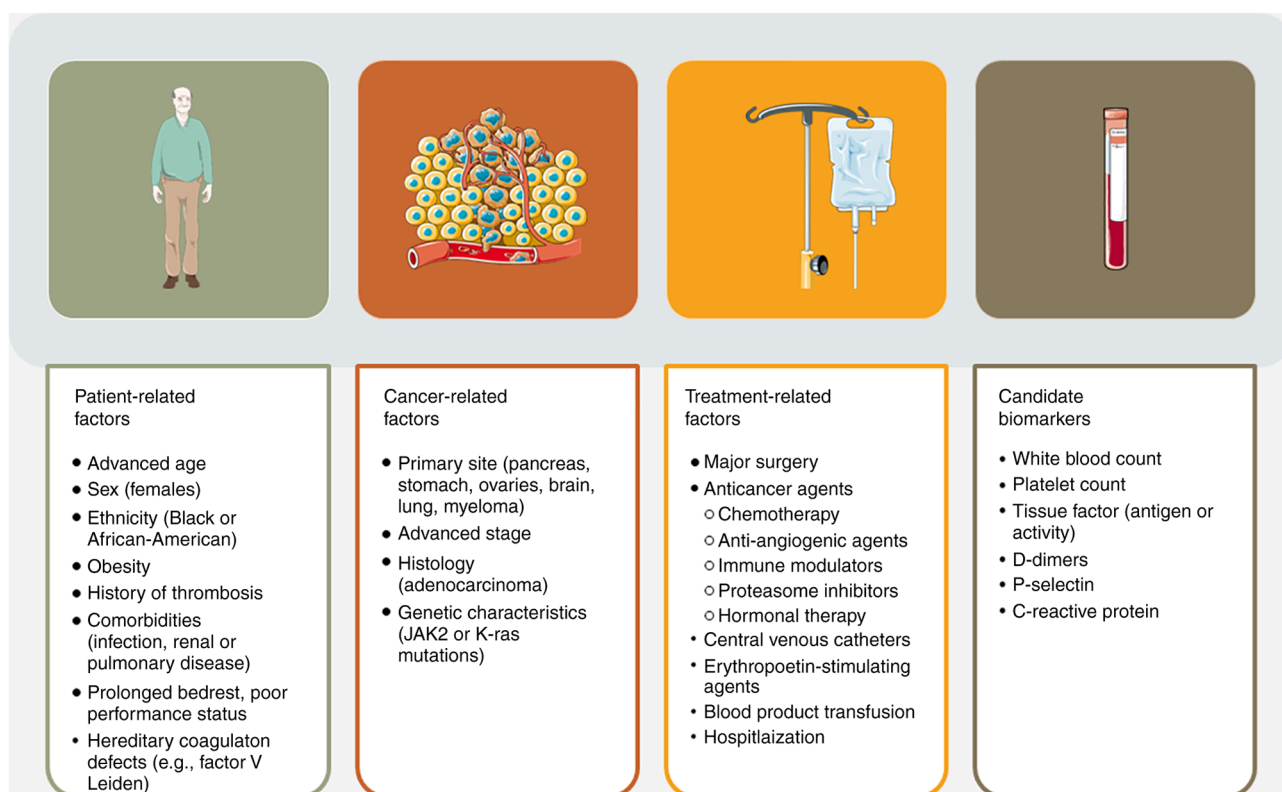 Patient-related
factors
● Advanced age
● Sex (females)
● Ethnicity (Black or
African-American)
● Obesity
● History of thrombosis
● Comorbidities
(infection, renal or
pulmonary disease)
● Prolonged bedrest, poor
performance status
• Hereditary coagulaton
defects (e.g., factor V
Leiden)
Cancer-related
factors
● Primary site (pancreas,
stomach, ovaries, brain,
lung, myeloma)
● Advanced stage
● Histology
(adenocarcinoma)
● Genetic characteristics
(JAK2 or K-ras
mutations)
Treatment-related
factors
● Major surgery
● Anticancer agents
○ Chemotherapy
○ Anti-angiogenic agents
○ Immune modulators
○ Proteasome inhibitors
○ Hormonal therapy
• Central venous catheters
• Erythropoetin-stimulating
agents
• Blood product transfusion
• Hospitlaization
Candidate
biomarkers
• White blood count
• Platelet count
• Tissue factor (antigen or
activity)
• D-dimers
• P-selectin
• C-reactive protein